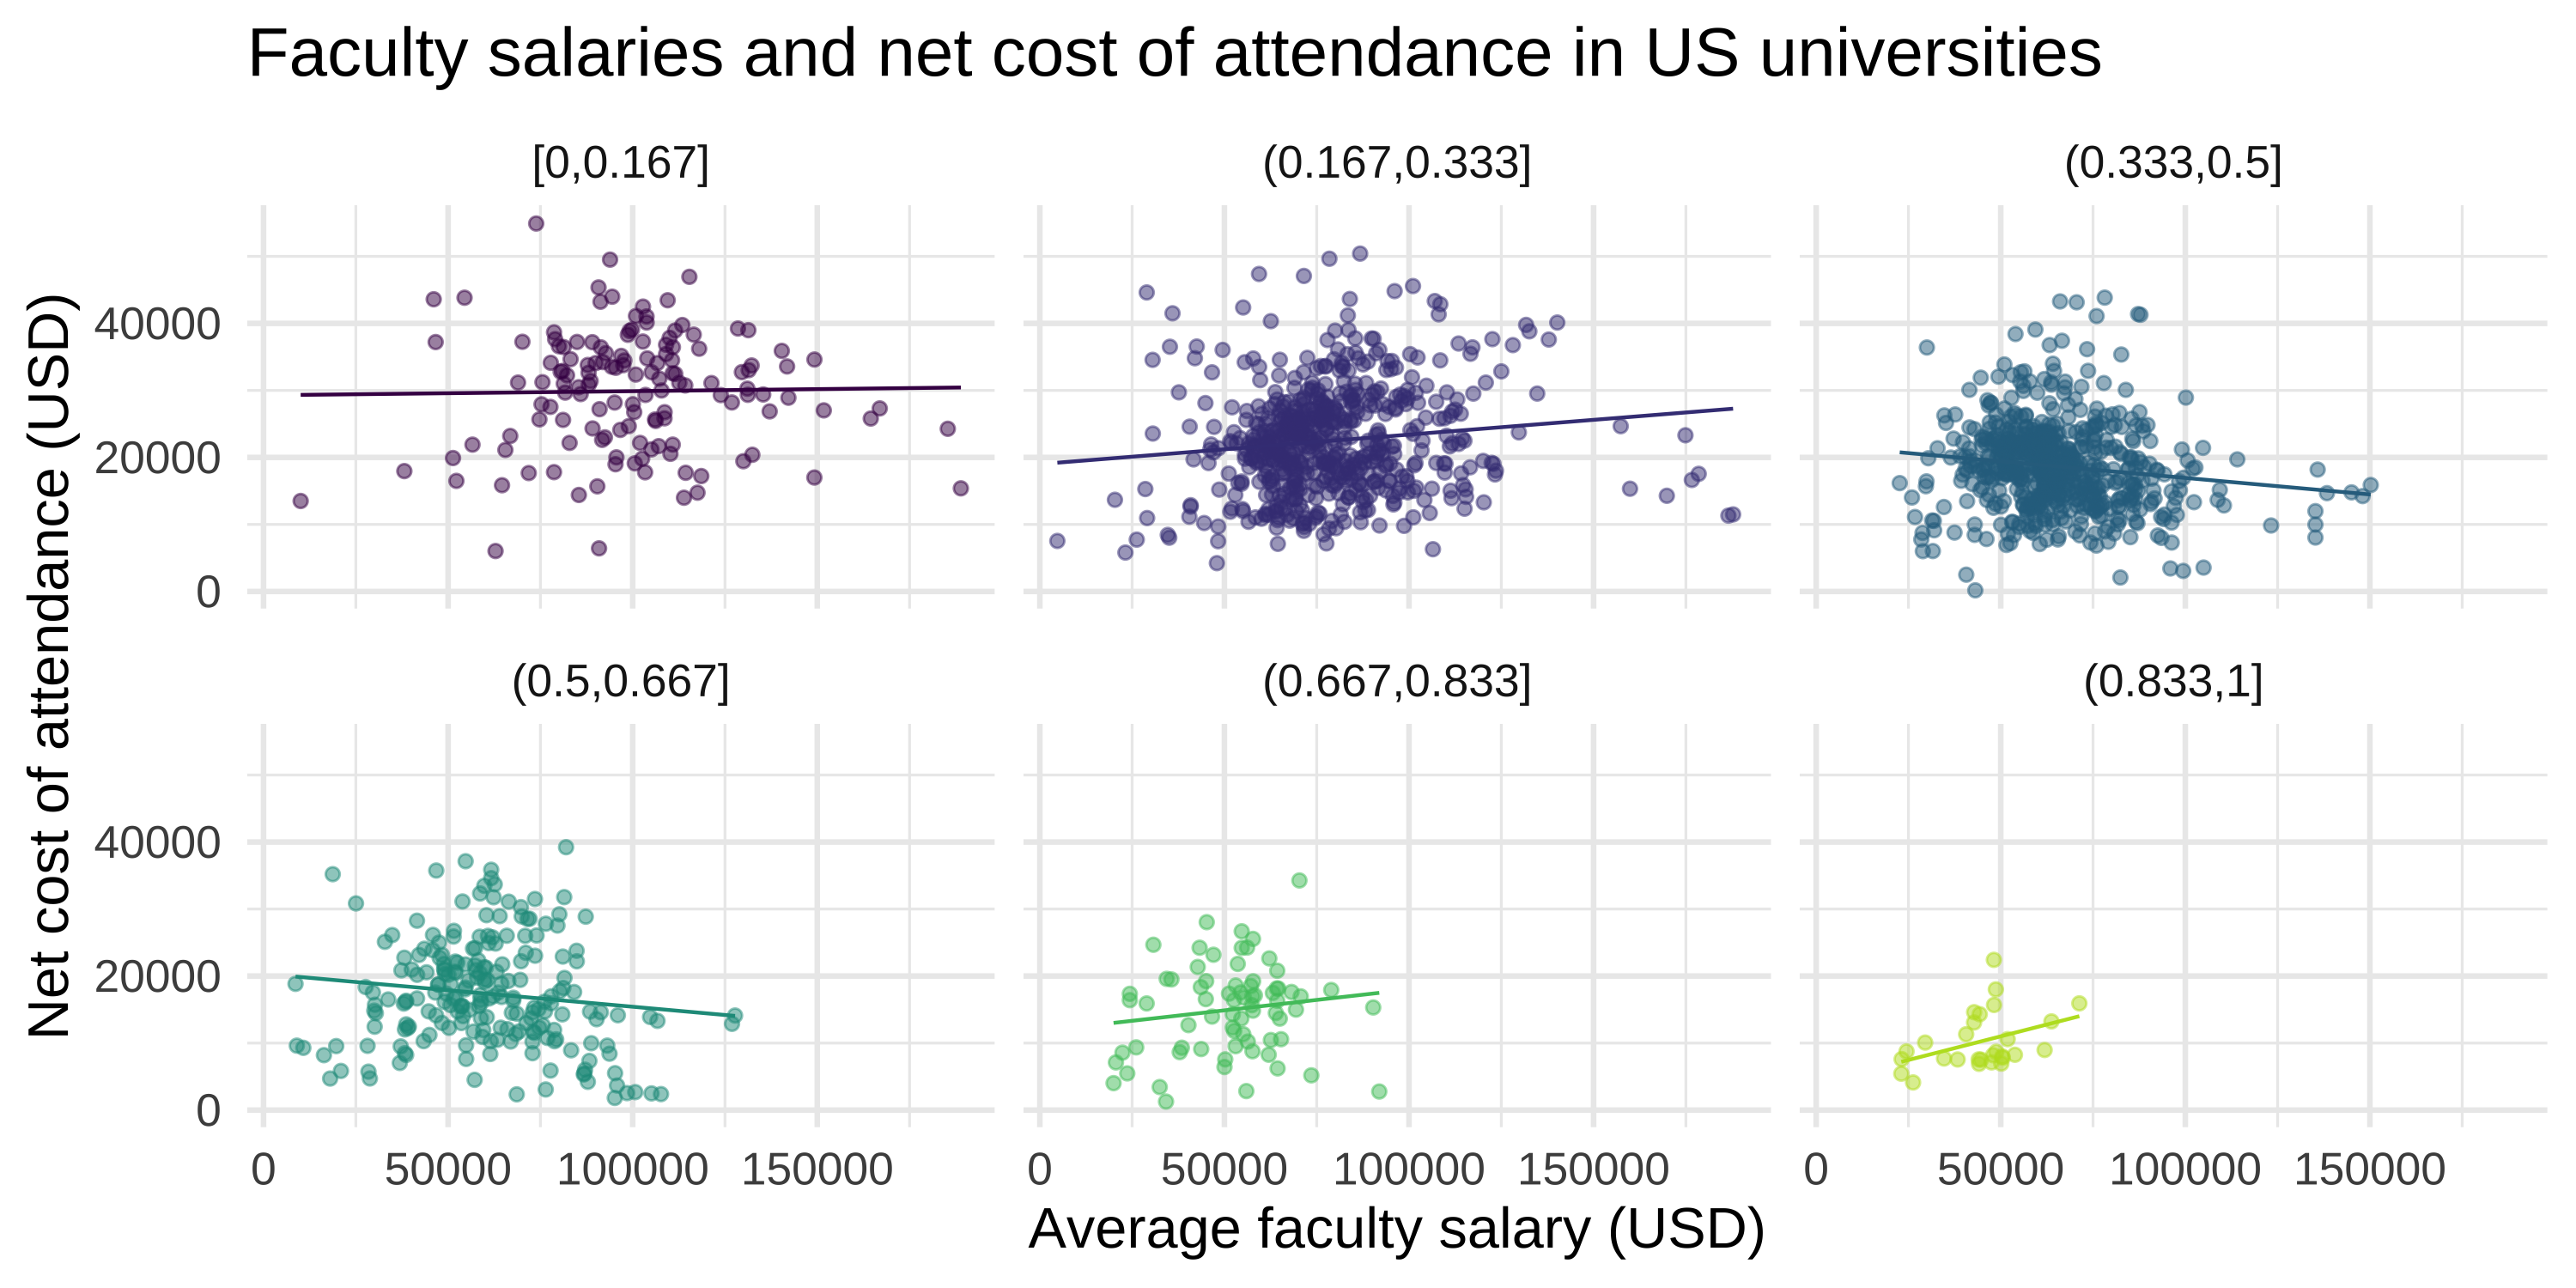 Faculty salaries and net cost of attendance in US universities
[0,0.167]
(0.167,0.333]
(0.333,0.5]
40000
20000
0
(0.5,0.667]
(0.667,0.833]
(0.833,1]
40000
20000
0
0 50000 100000 150000
0 50000 100000 150000
0 50000 100000 150000
Average faculty salary (USD)
Net cost of attendance (USD)